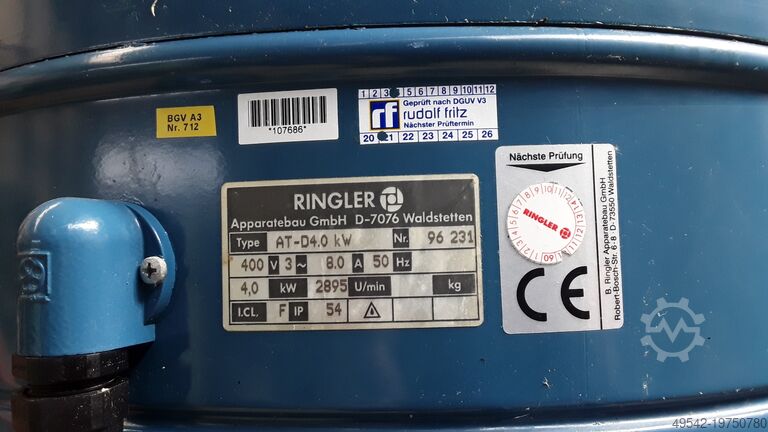 BGV A3
Nr. 712
*107686*
1 2 3 5 6 7 8 9 10 11 12
Geprüft nach DGUV V3
rf rudolf fritz
Nächster Prüftermin
20 21 22 23 24 25 26
RINGLER
Apparatebau GmbH D-7076 Waldstetten
Type AT-D4.0 kW Nr. 96 231
400 V 3 ~ 8.0 A 50 Hz
4,0 kW 2895 U/min kg
I.CL. F IP 54
Nächste Prüfung
RINGLER
CE
B. Ringler Apparatebau GmbH
Robert-Bosch-Str. 6-8 · D-73550 Waldstetten
49542-19750780